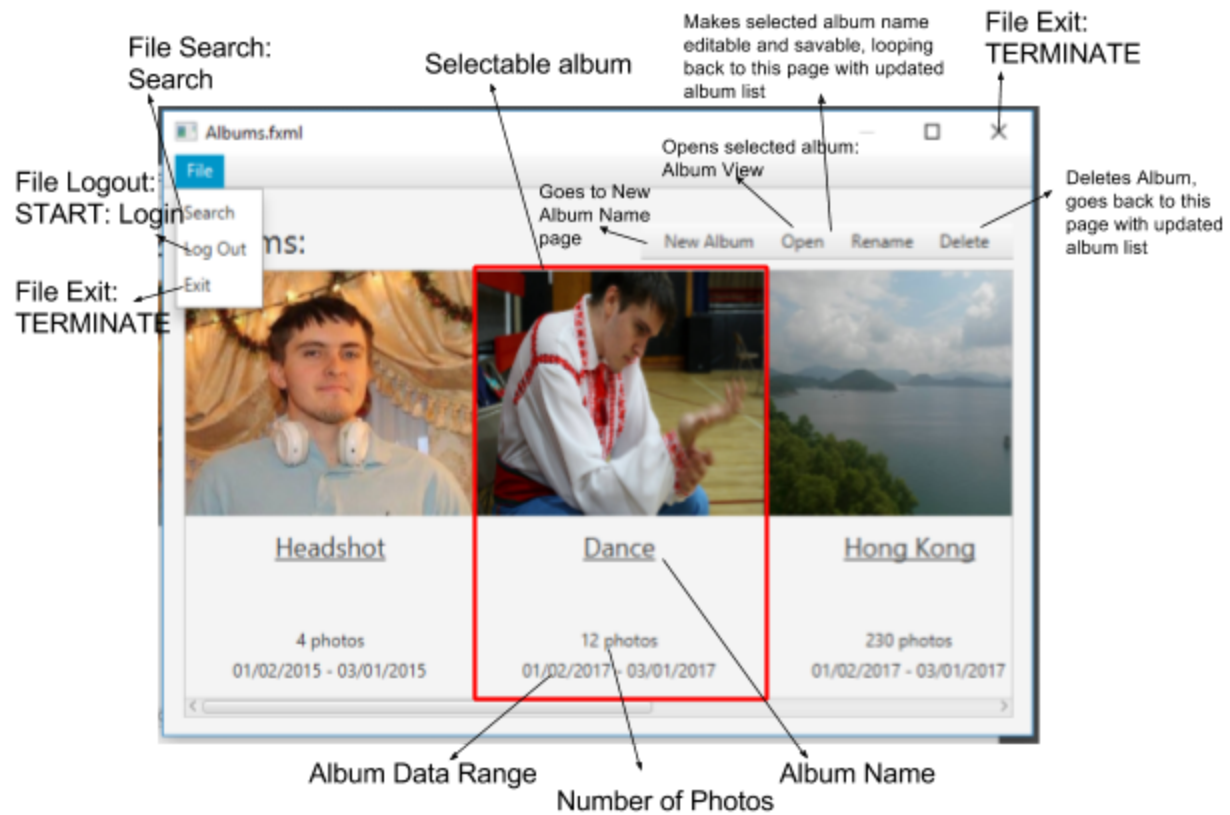 Makes selected album name
editable and savable, looping
back to this page with updated
album list
File Exit:
TERMINATE
File Search:
Search
Selectable album
Albums.fxml
Opens selected album:
Album View
File
File Logout:
START: Login
Goes to New
Album Name
page
Deletes Album,
goes back to this
page with updated
album list
Search
Log Out
Exit
ms:
New Album Open Rename Delete
File Exit:
TERMINATE
Headshot
Dance
Hong Kong
4 photos
12 photos
230 photos
01/02/2015 - 03/01/2015
01/02/2017 - 03/01/2017
01/02/2017 - 03/01/2017
Album Data Range
Number of Photos
Album Name